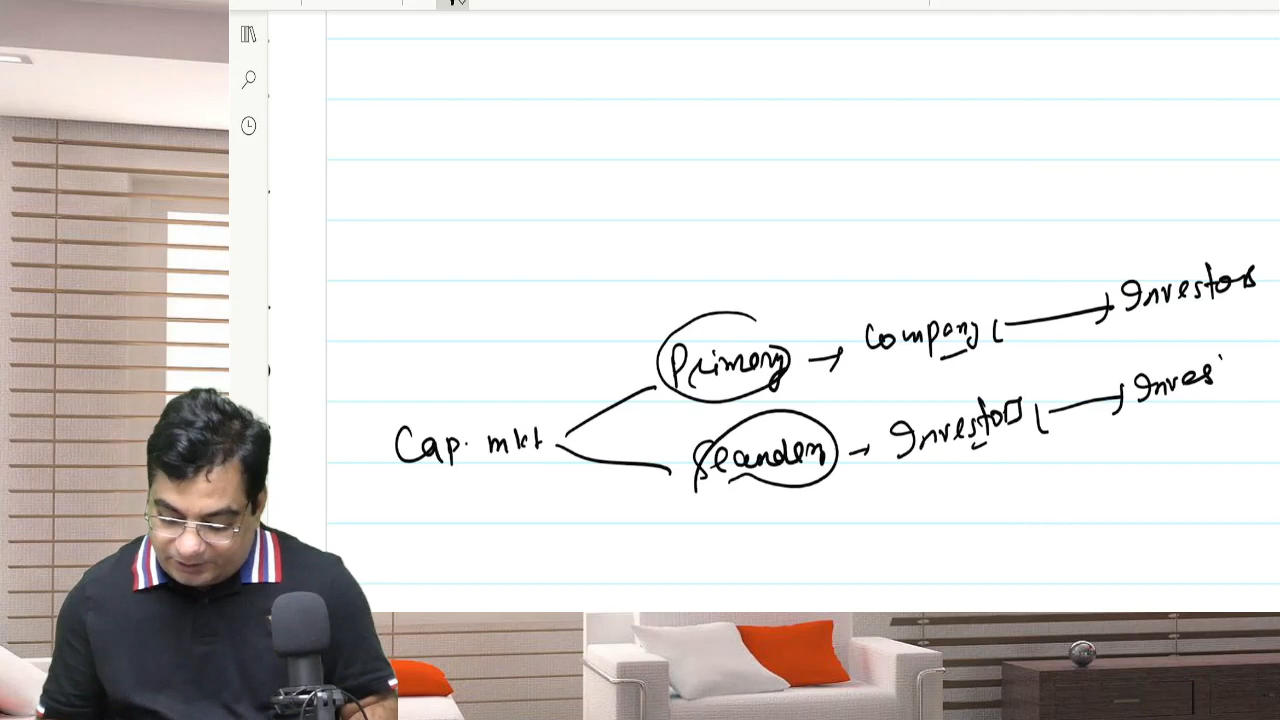 Primary → Company → Investors
Cap. mkt
Secondary → Investors → Inves